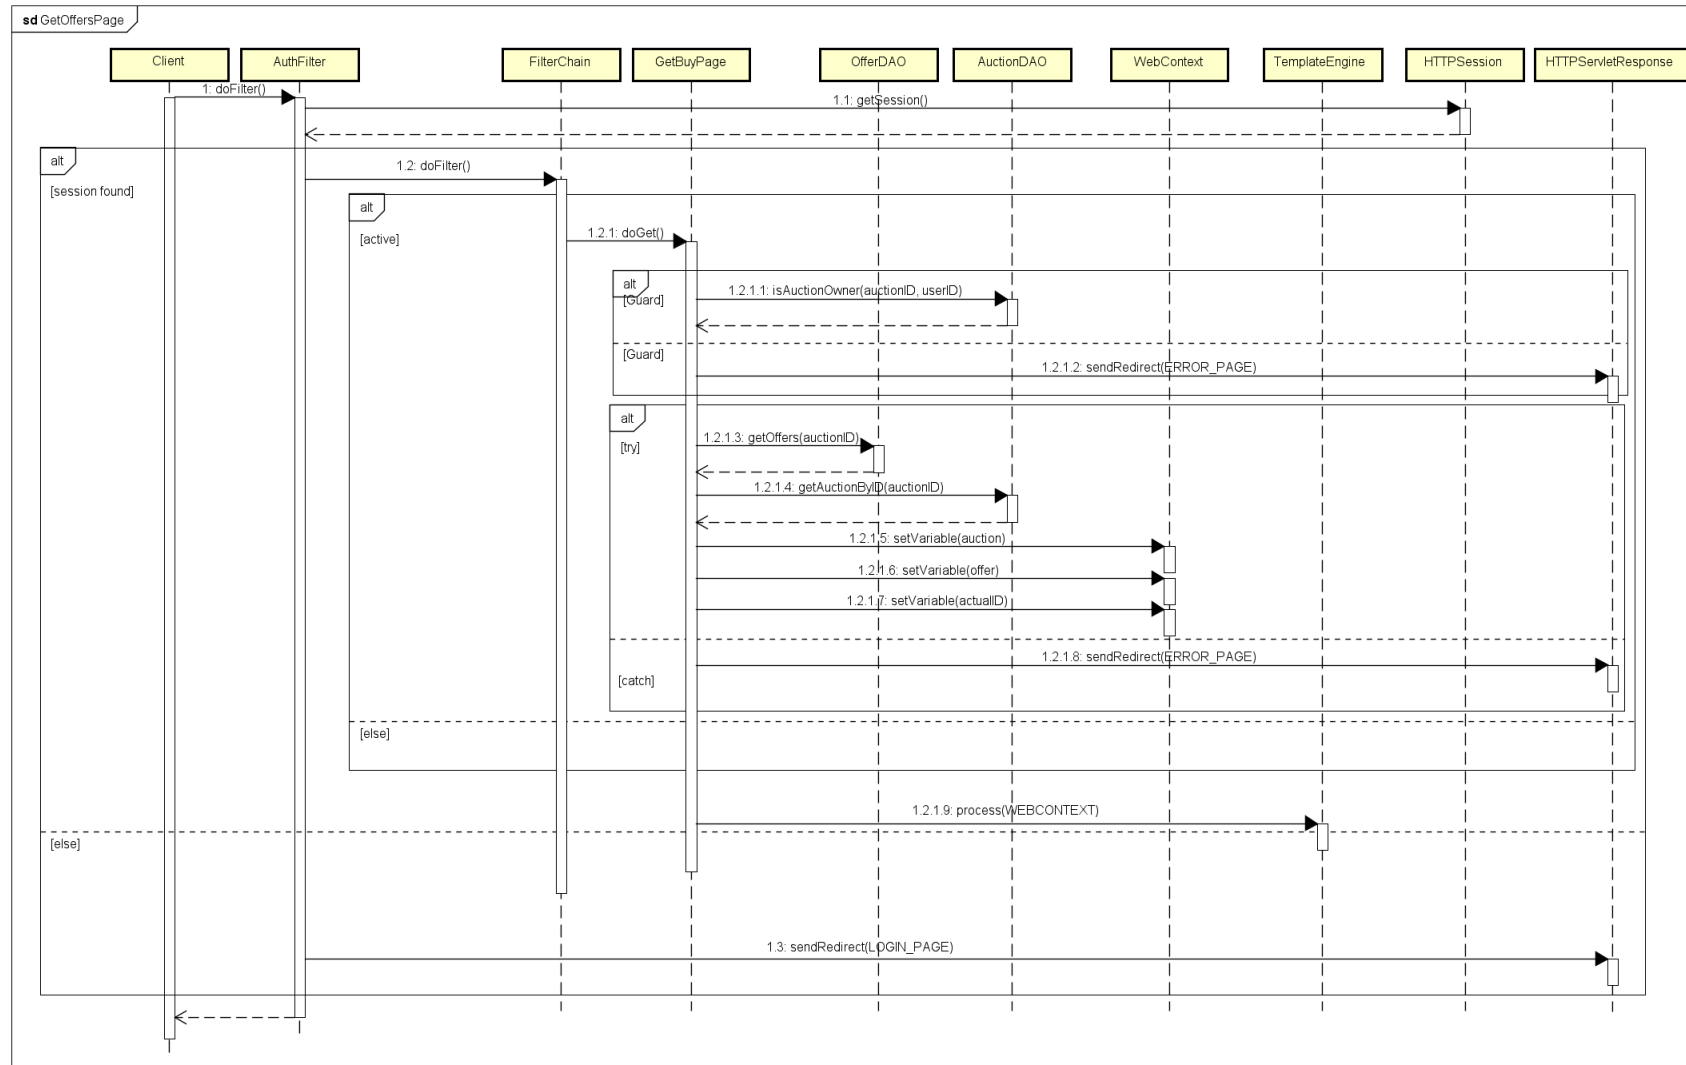 sd GetOffersPage
Client
AuthFilter
FilterChain
GetBuyPage
OfferDAO
AuctionDAO
WebContext
TemplateEngine
HTTPSession
HTTPServletResponse
1: doFilter()
1.1: getSession()
alt
[session found]
1.2: doFilter()
alt
[active]
1.2.1: doGet()
alt
[Guard]
1.2.1.1: isAuctionOwner(auctionID, userID)
[Guard]
1.2.1.2: sendRedirect(ERROR_PAGE)
alt
[try]
1.2.1.3: getOffers(auctionID)
1.2.1.4: getAuctionByID(auctionID)
1.2.1.5: setVariable(auction)
1.2.1.6: setVariable(offer)
1.2.1.7: setVariable(actualID)
1.2.1.8: sendRedirect(ERROR_PAGE)
[catch]
[else]
1.2.1.9: process(WEBCONTEXT)
[else]
1.3: sendRedirect(LOGIN_PAGE)